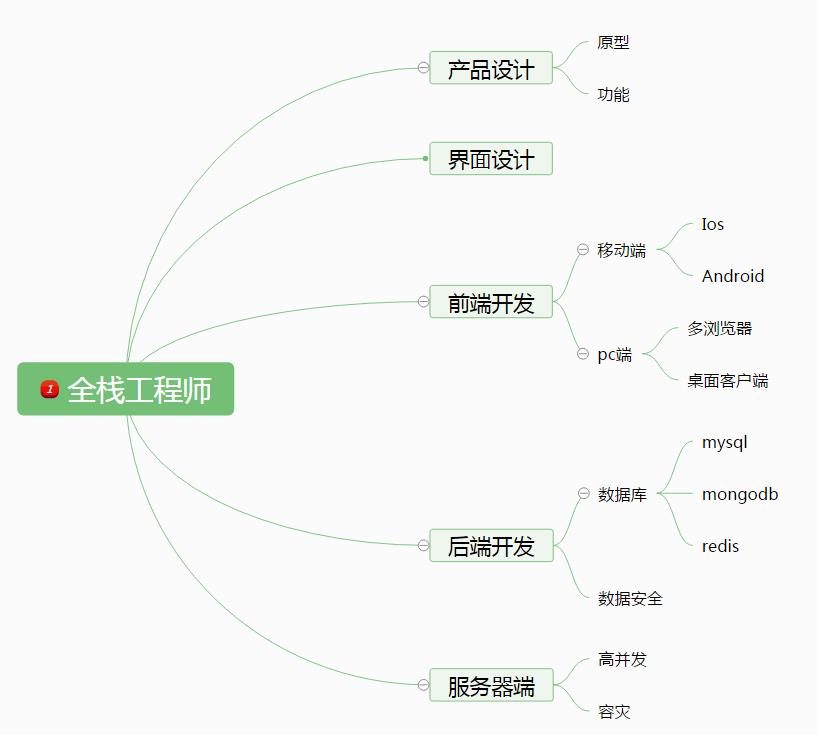 原型
产品设计
功能
界面设计
Ios
移动端
Android
前端开发
多浏览器
pc端
桌面客户端
1 全栈工程师
mysql
数据库
mongodb
redis
后端开发
数据安全
高并发
服务器端
容灾